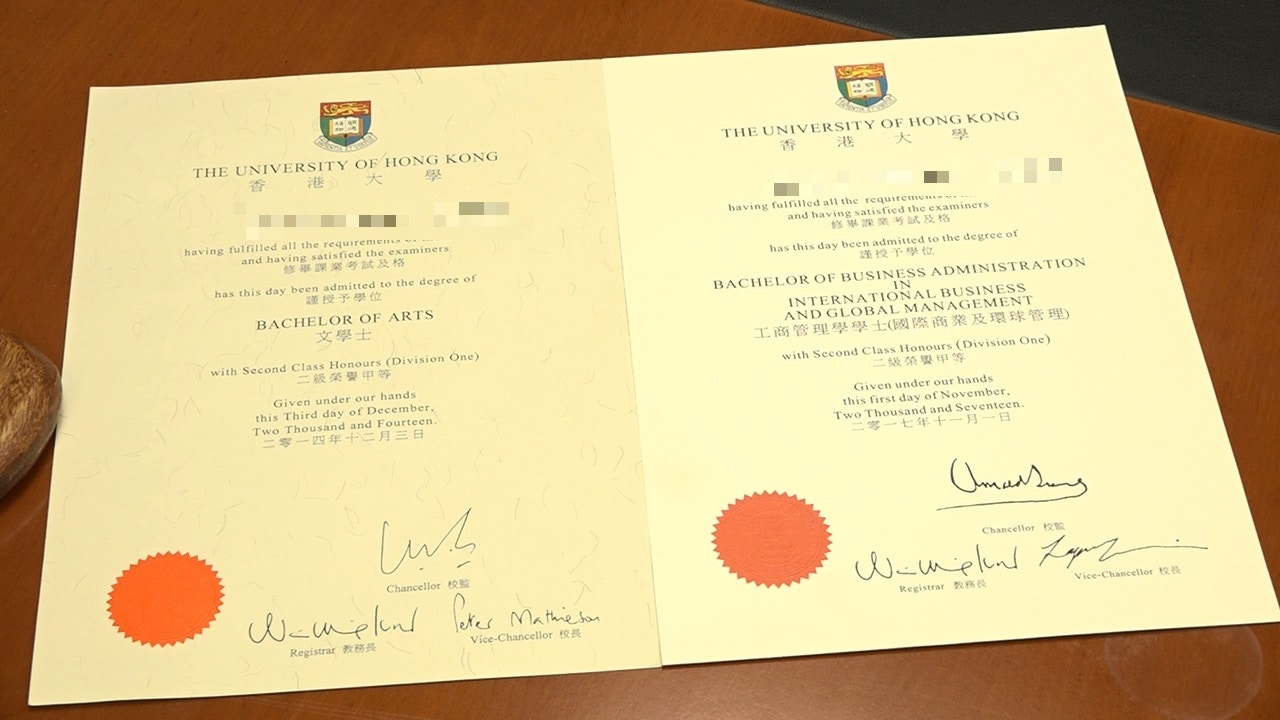 THE UNIVERSITY OF HONG KONG
香港大學
having fulfilled all the requirements
and having satisfied the examiners
修畢課業考試及格
has this day been admitted to the degree of
謹授予學位
BACHELOR OF ARTS
文學士
with Second Class Honours (Division One)
二級榮譽甲等
Given under our hands
this Third day of December,
Two Thousand and Fourteen.
二零一四年十二月三日
Chancellor 校監
Peter Mathieson
Registrar 教務長
Vice-Chancellor 校長
THE UNIVERSITY OF HONG KONG
香港大學
having fulfilled all the requirements
and having satisfied the examiners
修畢課業考試及格
has this day been admitted to the degree of
謹授予學位
BACHELOR OF BUSINESS ADMINISTRATION
IN
INTERNATIONAL BUSINESS
AND GLOBAL MANAGEMENT
工商管理學學士(國際商業及環球管理)
with Second Class Honours (Division One)
二級榮譽甲等
Given under our hands
this first day of November,
Two Thousand and Seventeen.
二零一七年十一月一日
Chancellor 校監
Registrar 教務長
Vice-Chancellor 校長